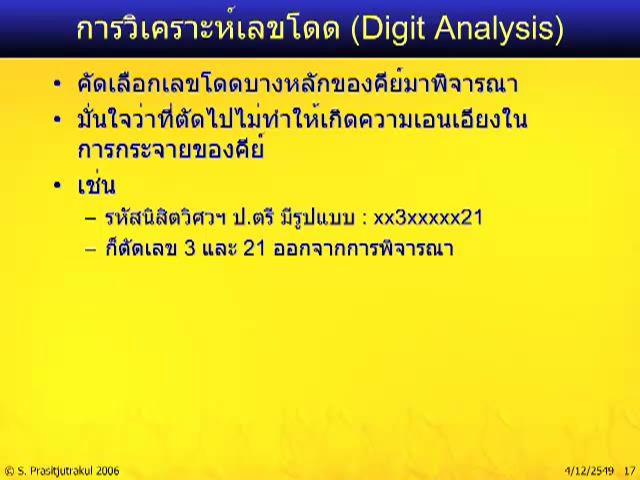 การวิเคราะห์เลขโดด (Digit Analysis)
• คัดเลือกเลขโดดบางหลักของคีย์มาพิจารณา
• มั่นใจว่าที่ตัดไปไม่ทำให้เกิดความเอนเอียงใน
การกระจายของคีย์
• เช่น
– รหัสนิสิตวิศวฯ ป.ตรี มีรูปแบบ : xx3xxxxx21
– ก็ตัดเลข 3 และ 21 ออกจากการพิจารณา
© S. Prasitjutrakul 2006
4/12/2549 17